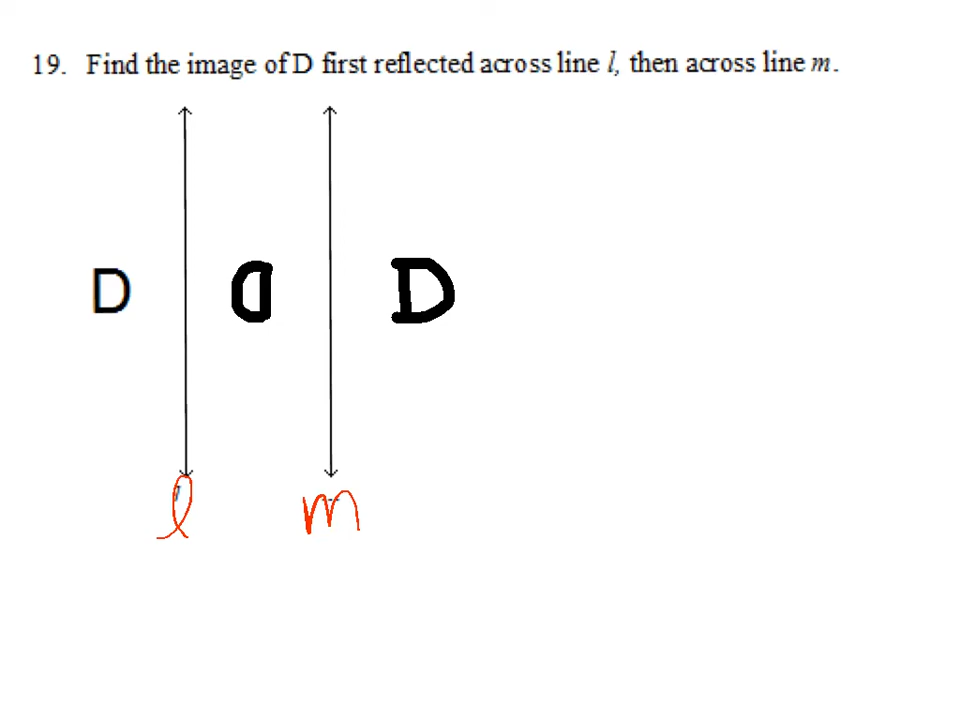 19. Find the image of D first reflected across line l, then across line m.
D D D
l m